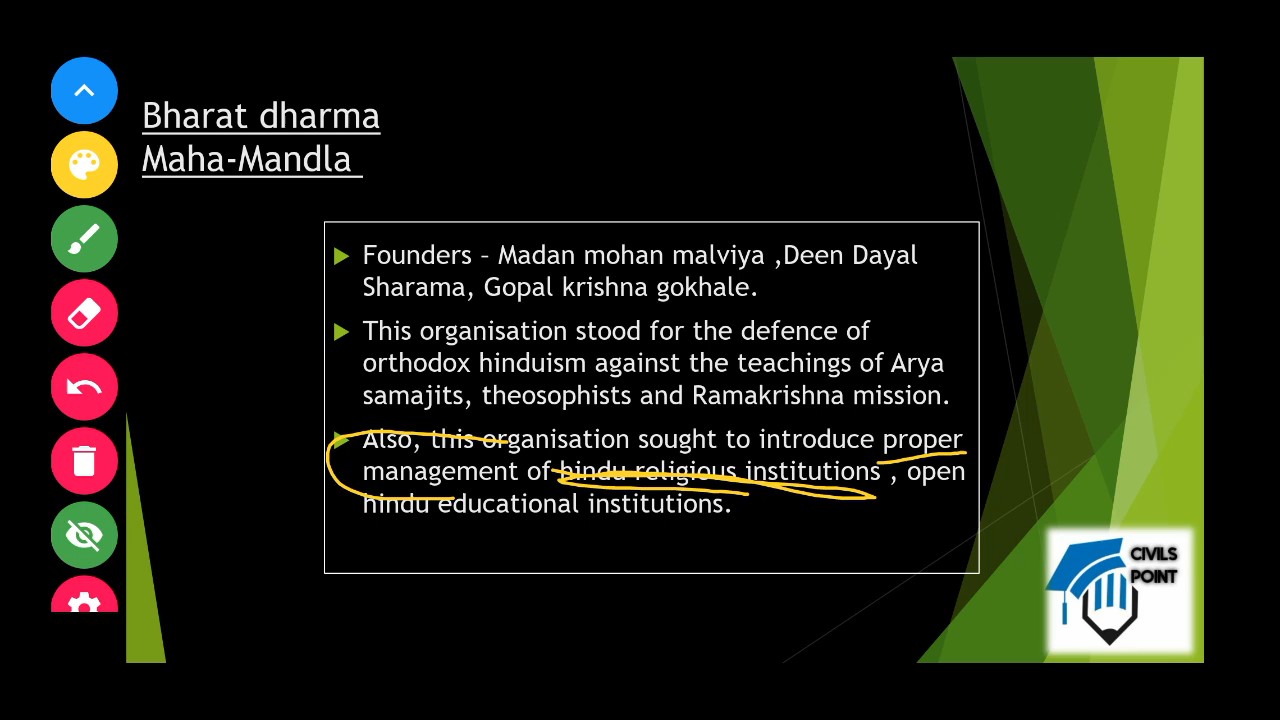 Bharat dharma
Maha-Mandla
Founders – Madan mohan malviya ,Deen Dayal
Sharama, Gopal krishna gokhale.
This organisation stood for the defence of
orthodox hinduism against the teachings of Arya
samajits, theosophists and Ramakrishna mission.
Also, this organisation sought to introduce proper
management of hindu religious institutions , open
hindu educational institutions.
CIVILS
POINT